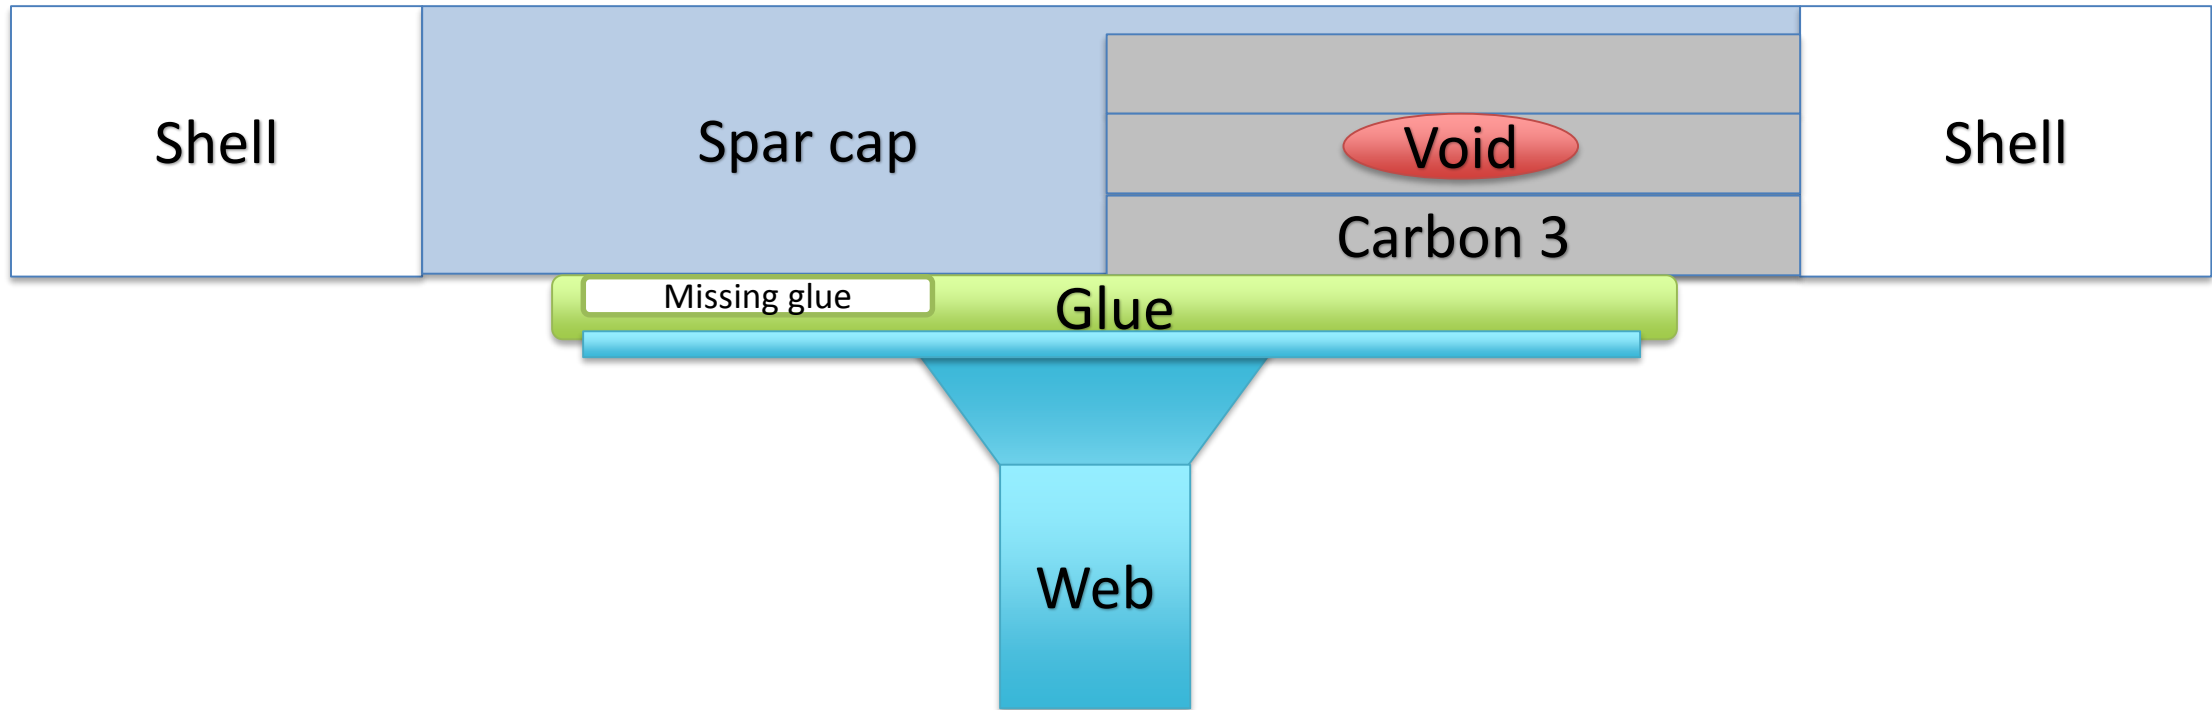 Shell
Spar cap
Void
Shell
Carbon 3
Missing glue
Glue
Web